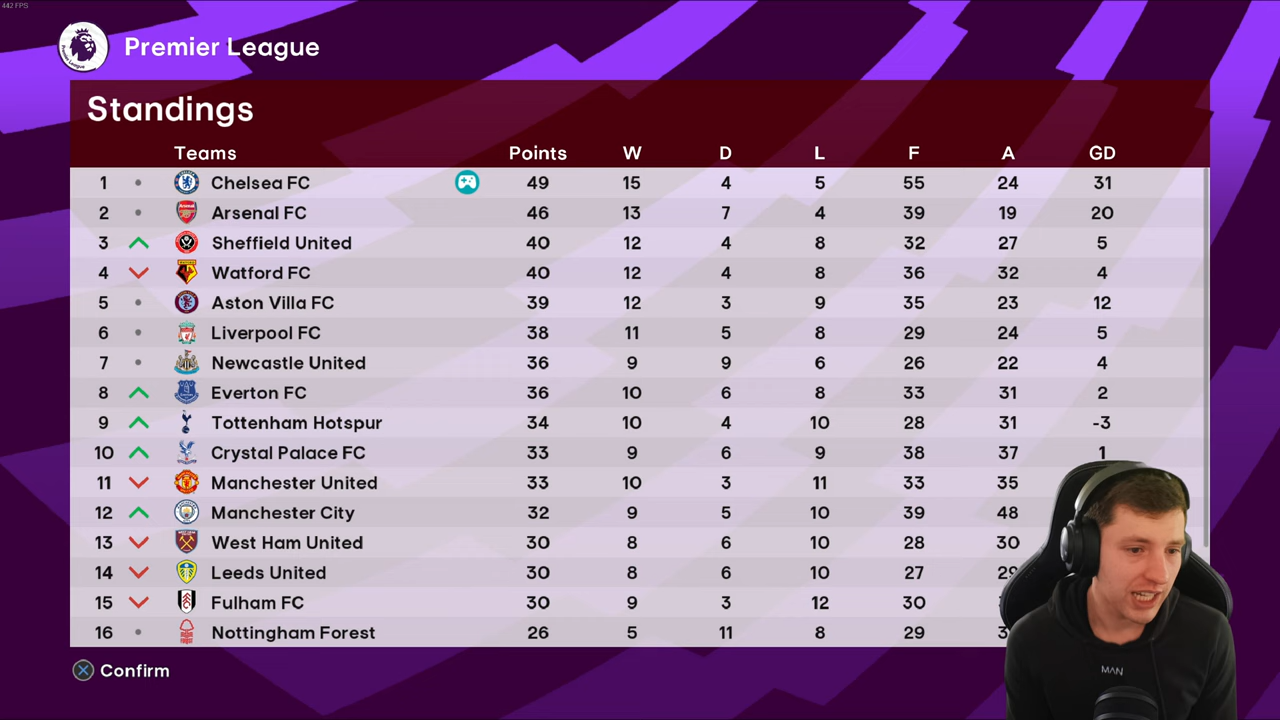 442 FPS
Premier League
Standings
Teams Points W D L F A GD
1 Chelsea FC 49 15 4 5 55 24 31
2 Arsenal FC 46 13 7 4 39 19 20
3 Sheffield United 40 12 4 8 32 27 5
4 Watford FC 40 12 4 8 36 32 4
5 Aston Villa FC 39 12 3 9 35 23 12
6 Liverpool FC 38 11 5 8 29 24 5
7 Newcastle United 36 9 9 6 26 22 4
8 Everton FC 36 10 6 8 33 31 2
9 Tottenham Hotspur 34 10 4 10 28 31 -3
10 Crystal Palace FC 33 9 6 9 38 37 1
11 Manchester United 33 10 3 11 33 35
12 Manchester City 32 9 5 10 39 48
13 West Ham United 30 8 6 10 28 30
14 Leeds United 30 8 6 10 27 29
15 Fulham FC 30 9 3 12 30
16 Nottingham Forest 26 5 11 8 29
Confirm
MAN